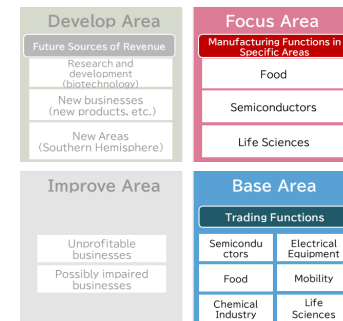 Develop Area
Future Sources of Revenue
Research and
development
(biotechnology)
New businesses
(new products, etc.)
New Areas
(Southern Hemisphere)
Focus Area
Manufacturing Functions in
Specific Areas
Food
Semiconductors
Life Sciences
Improve Area
Unprofitable
businesses
Possibly impaired
businesses
Base Area
Trading Functions
Semicondu
ctors
Electrical
Equipment
Food
Mobility
Chemical
Industry
Life
Sciences